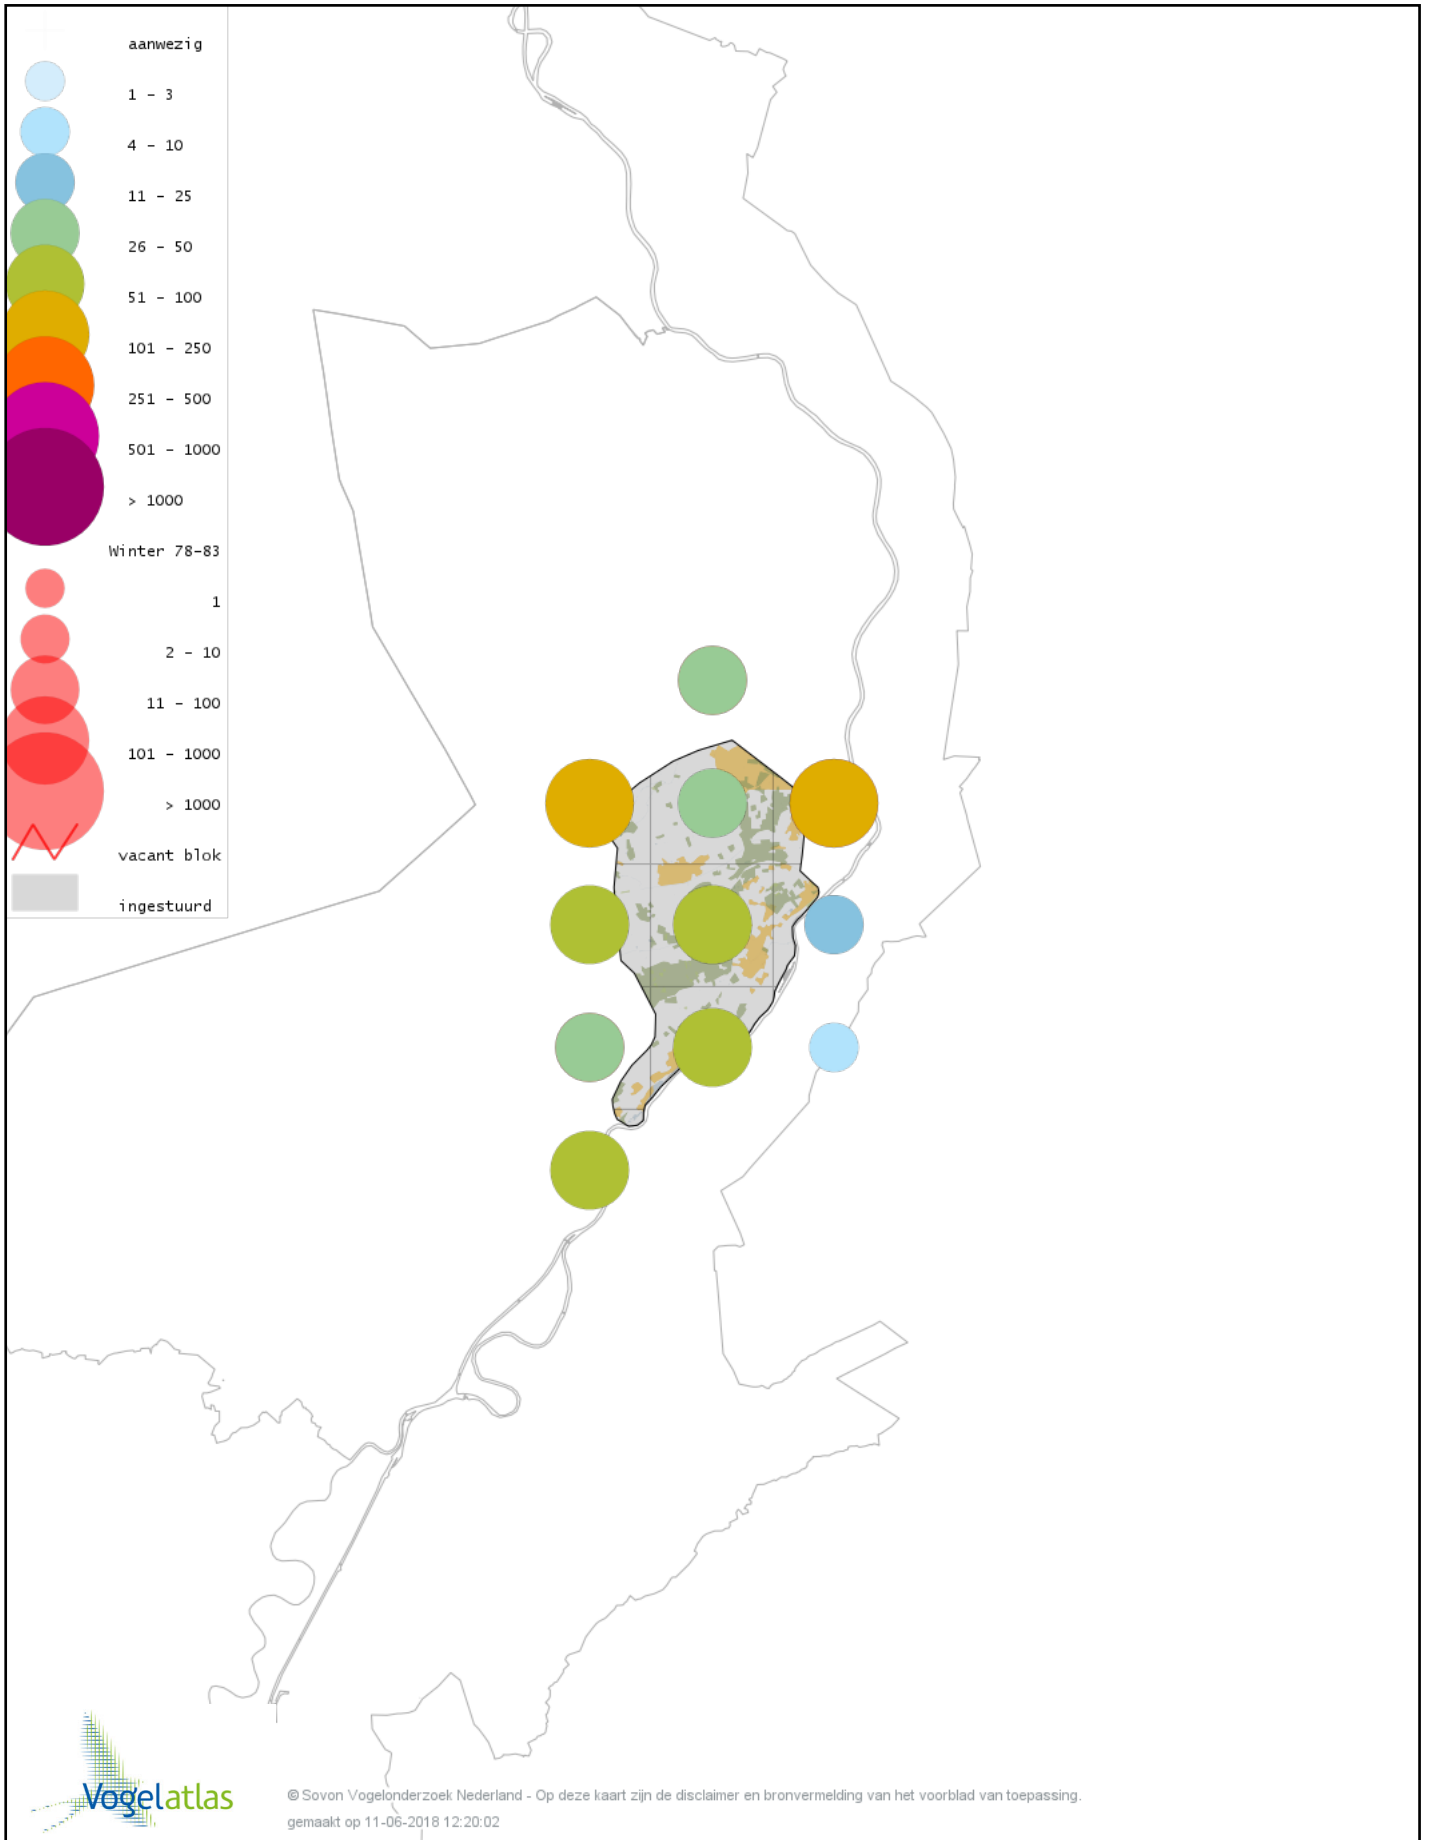 aanwezig
1 - 3
4 - 10
11 - 25
26 - 50
51 - 100
101 - 250
251 - 500
501 - 1000
> 1000
Winter 78-83
1
2 - 10
11 - 100
101 - 1000
> 1000
vacant blok
ingestuurd
Vogelatlas
© Sovon Vogelonderzoek Nederland - Op deze kaart zijn de disclaimer en bronvermelding van het voorblad van toepassing.
gemaakt op 11-06-2018 12:20:02